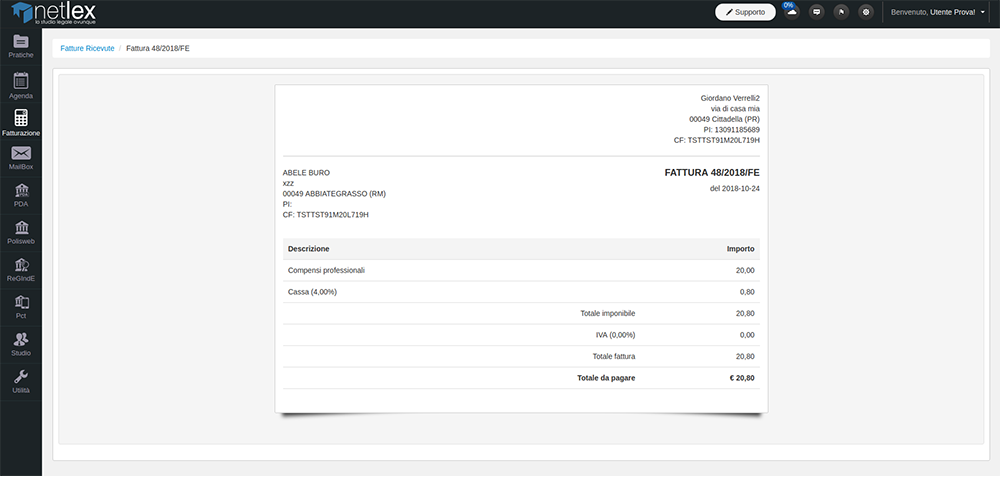 netlex
lo studio legale ovunque
Supporto
0%
Benvenuto, Utente Prova!
Pratiche
Agenda
Fatturazione
MailBox
PDA
Polisweb
ReGIndE
Pct
Studio
Utilità
Fatture Ricevute / Fattura 48/2018/FE
Giordano Verrelli2
via di casa mia
00049 Cittadella (PR)
PI: 13091185689
CF: TSTTST91M20L719H
ABELE BURO
xzz
00049 ABBIATEGRASSO (RM)
PI:
CF: TSTTST91M20L719H
FATTURA 48/2018/FE
del 2018-10-24
Descrizione Importo
Compensi professionali 20,00
Cassa (4,00%) 0,80
Totale imponibile 20,80
IVA (0,00%) 0,00
Totale fattura 20,80
Totale da pagare € 20,80